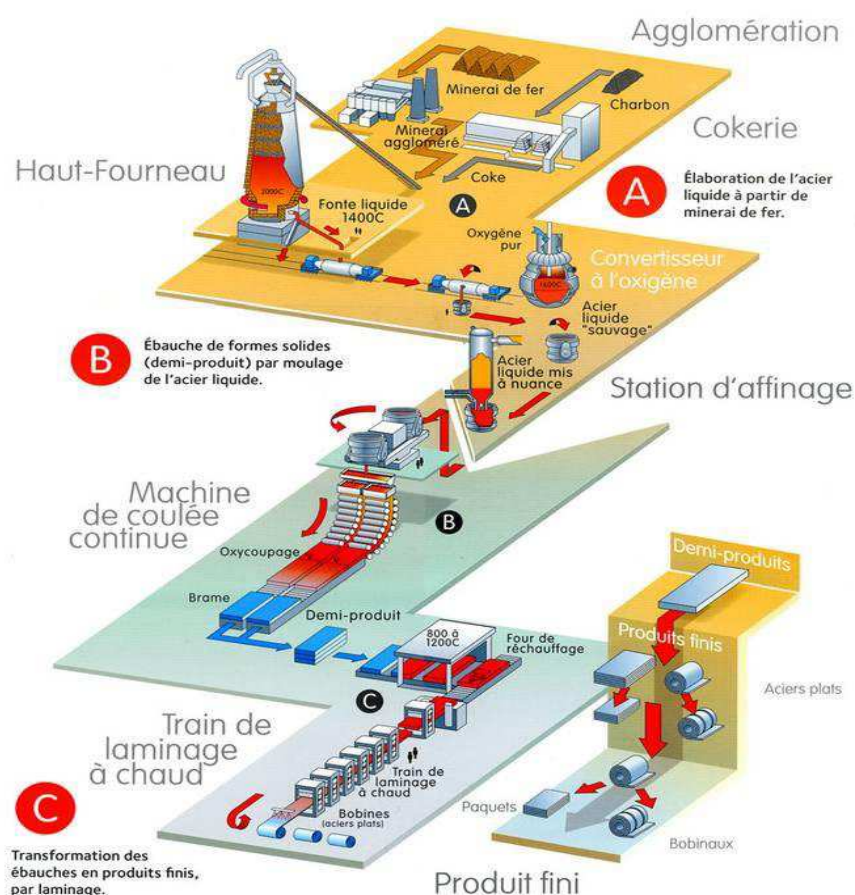 Agglomération
Minerai de fer
Charbon
Minerai
aggloméré
Cokerie
Haut-Fourneau
2000C
Coke
A
A
Élaboration de l'acier
liquide à partir de
minerai de fer.
Fonte liquide
1400C
Oxygène
pur
Convertisseur
à l'oxigène
1600C
Acier
liquide
"sauvage"
B
Ébauche de formes solides
(demi-produit) par moulage
de l'acier liquide.
Acier
liquide mis
à nuance
Station d'affinage
Machine
de coulée
continue
B
Oxycoupage
Brame
Demi-produit
800 à
1200C
Four de
réchauffage
Demi-produits
Produits finis
Aciers plats
C
Train de
laminage
à chaud
Train de
laminage
à chaud
Bobines
(aciers plats)
Paquets
Bobinaux
C
Transformation des
ébauches en produits finis,
par laminage.
Produit fini